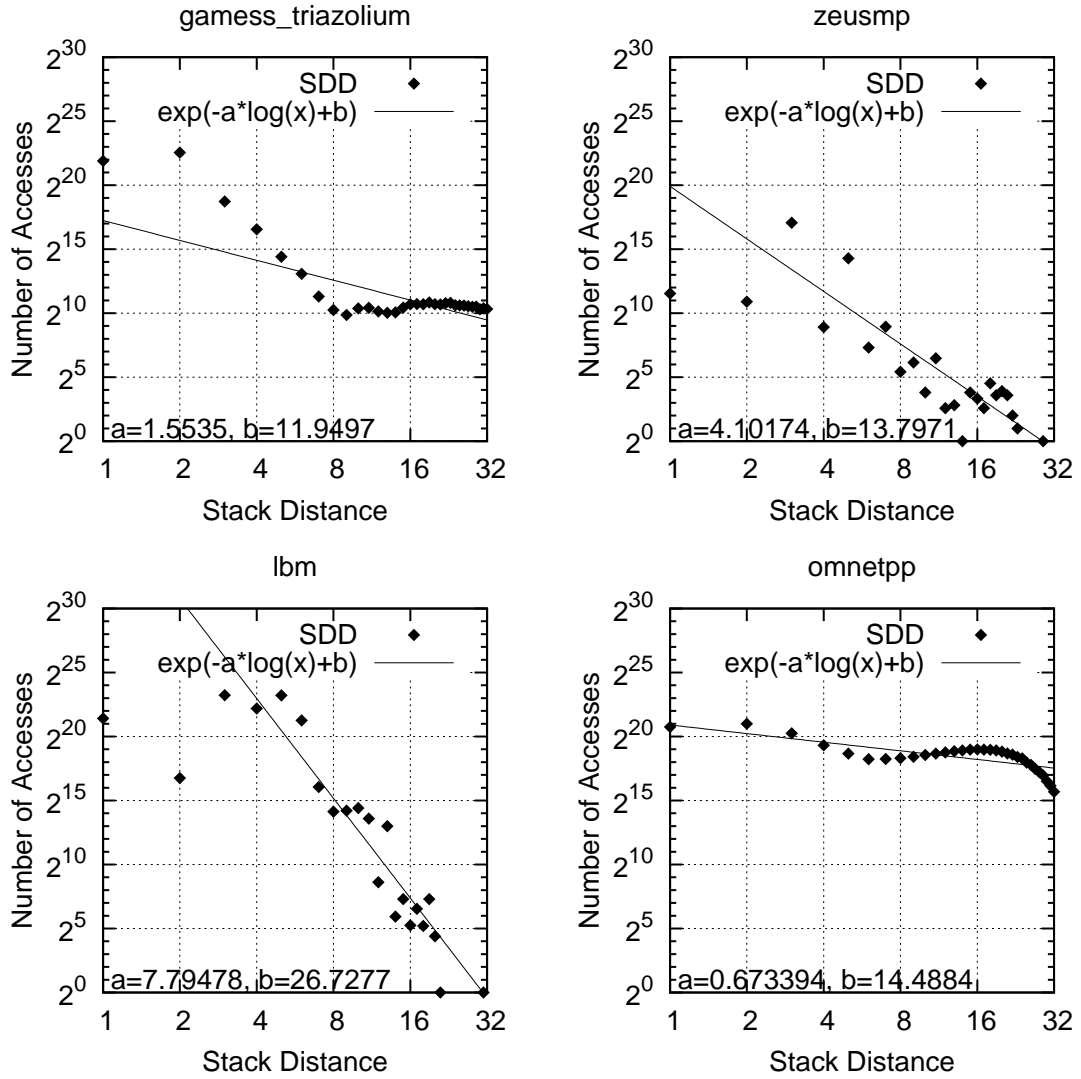 gamess_triazolium
2^30
2^25
2^20
2^15
2^10
2^5
2^0
Number of Accesses
SDD
exp(-a*log(x)+b)
a=1.5535, b=11.9497
1 2 4 8 16 32
Stack Distance
zeusmp
2^30
2^25
2^20
2^15
2^10
2^5
2^0
Number of Accesses
SDD
exp(-a*log(x)+b)
a=4.10174, b=13.7971
1 2 4 8 16 32
Stack Distance
lbm
2^30
2^25
2^20
2^15
2^10
2^5
2^0
Number of Accesses
SDD
exp(-a*log(x)+b)
a=7.79478, b=26.7277
1 2 4 8 16 32
Stack Distance
omnetpp
2^30
2^25
2^20
2^15
2^10
2^5
2^0
Number of Accesses
SDD
exp(-a*log(x)+b)
a=0.673394, b=14.4884
1 2 4 8 16 32
Stack Distance